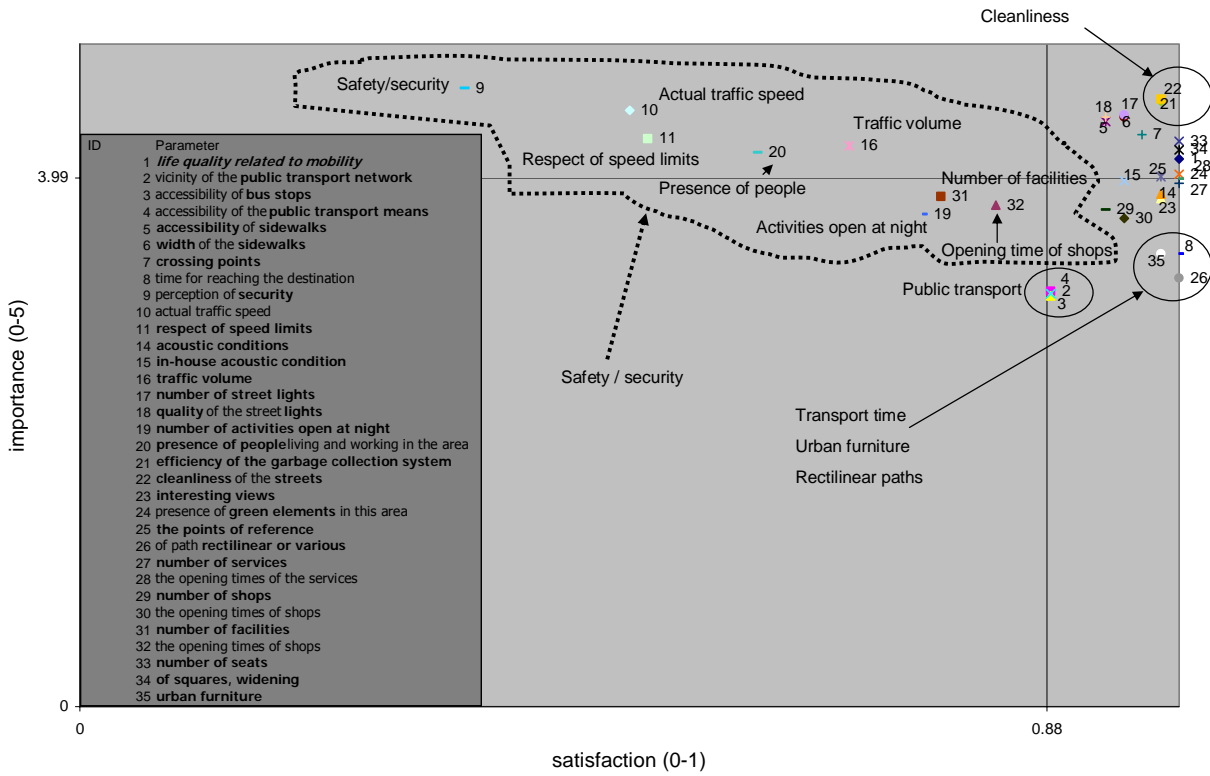 Cleanliness
Safety/security
9
22
21
10
Actual traffic speed
18
17
5
6
7
11
Traffic volume
16
33
34
1
Respect of speed limits
20
28
24
ID Parameter
1 life quality related to mobility
2 vicinity of the public transport network
3 accessibility of bus stops
4 accessibility of the public transport means
5 accessibility of sidewalks
6 width of the sidewalks
7 crossing points
8 time for reaching the destination
9 perception of security
10 actual traffic speed
11 respect of speed limits
14 acoustic conditions
15 in-house acoustic condition
16 traffic volume
17 number of street lights
18 quality of the street lights
19 number of activities open at night
20 presence of people living and working in the area
21 efficiency of the garbage collection system
22 cleanliness of the streets
23 interesting views
24 presence of green elements in this area
25 the points of reference
26 of path rectilinear or various
27 number of services
28 the opening times of the services
29 number of shops
30 the opening times of shops
31 number of facilities
32 the opening times of shops
33 number of seats
34 of squares, widening
35 urban furniture
3.99
Presence of people
Number of facilities
15
25
27
31
32
14
23
19
29
30
Activities open at night
Opening time of shops
35
8
Public transport
4
2
3
26
importance (0-5)
Safety / security
Transport time
Urban furniture
Rectilinear paths
0
0
0.88
satisfaction (0-1)